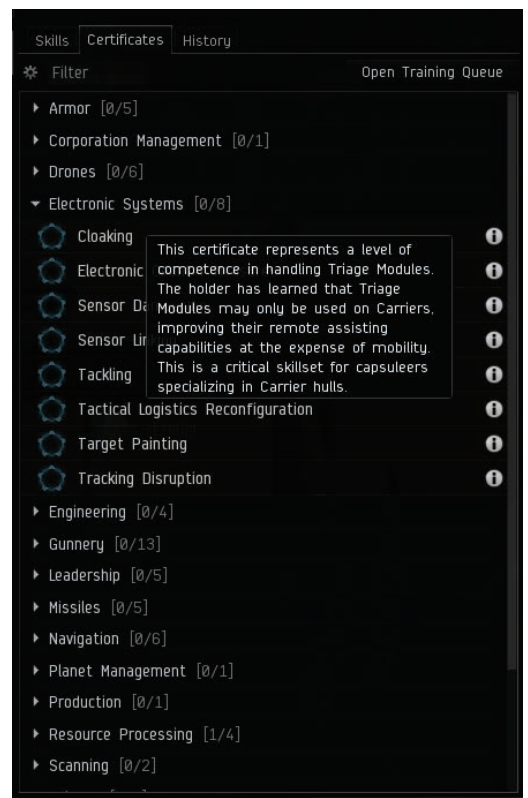 Skills Certificates History
Filter Open Training Queue
Armor [0/5]
Corporation Management [0/1]
Drones [0/6]
Electronic Systems [0/8]
Cloaking
Electronic
Sensor
Sensor
Tackling
Tactical Logistics Reconfiguration
Target Painting
Tracking Disruption
This certificate represents a level of
competence in handling Triage Modules.
The holder has learned that Triage
Modules may only be used on Carriers,
improving their remote assisting
capabilities at the expense of mobility.
This is a critical skillset for capsuleers
specializing in Carrier hulls.
Engineering [0/4]
Gunnery [0/13]
Leadership [0/5]
Missiles [0/5]
Navigation [0/6]
Planet Management [0/1]
Production [0/1]
Resource Processing [1/4]
Scanning [0/2]